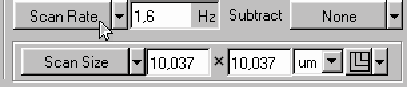 Scan Rate 1,6 Hz Subtract None
Scan Size 10,037 × 10,037 um